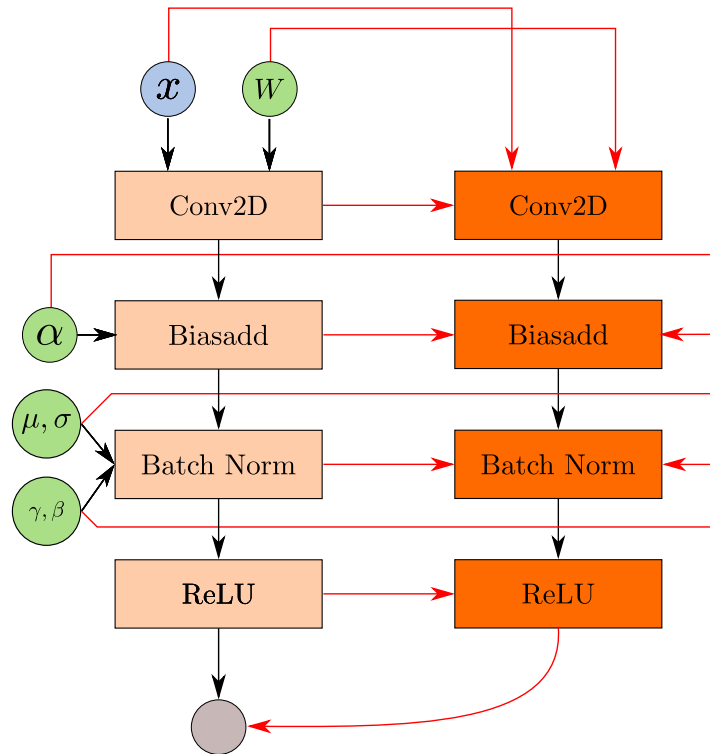 x W
Conv2D Conv2D
α Biasadd Biasadd
μ, σ
Batch Norm Batch Norm
γ, β
ReLU ReLU